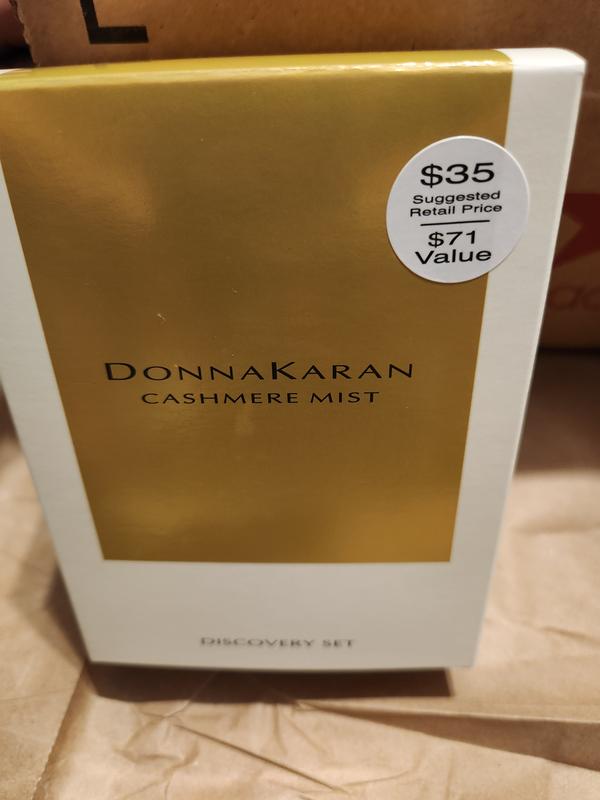 L
$35
Suggested
Retail Price
$71
Value
DONNAKARAN
CASHMERE MIST
DISCOVERY SET